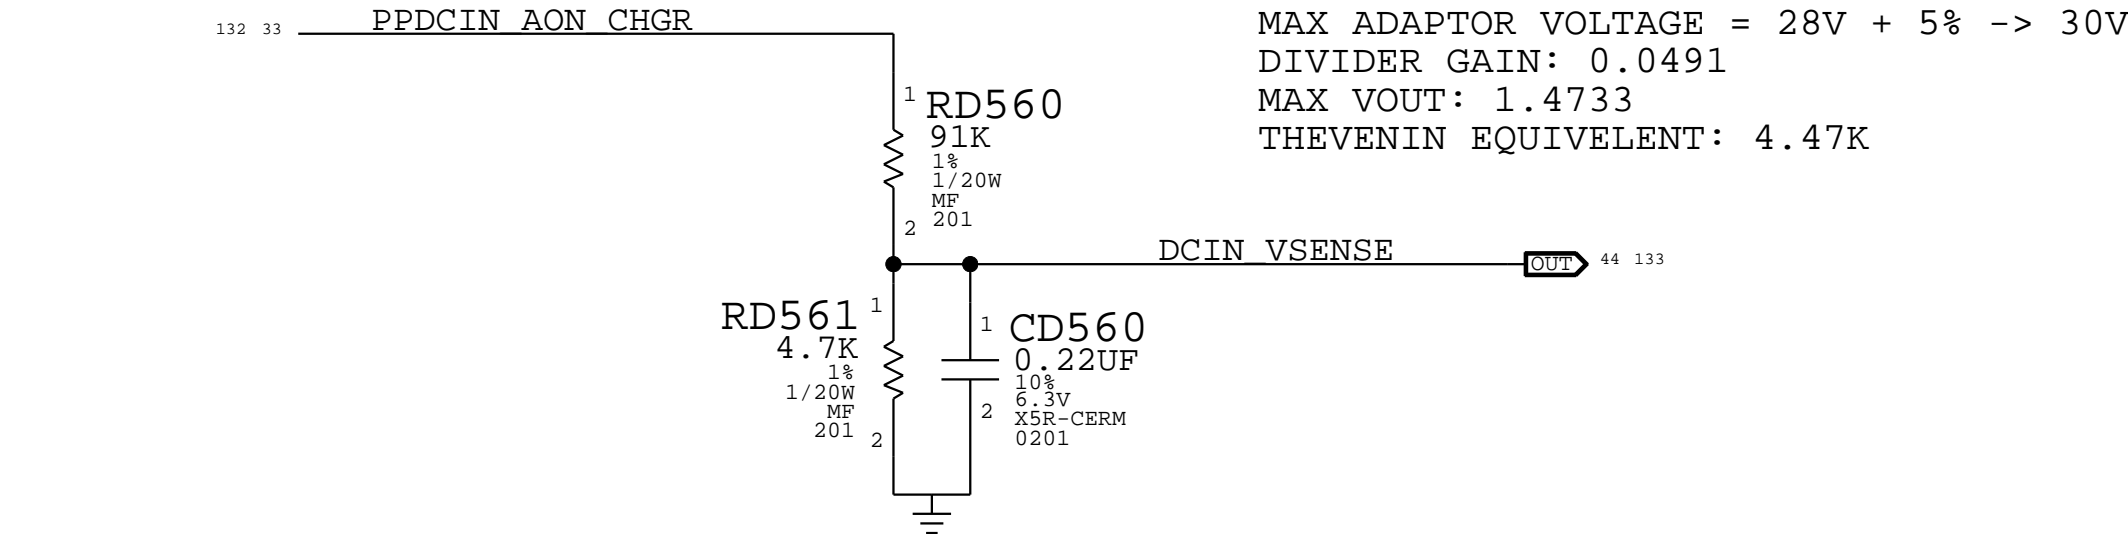 132 33 PPDCIN_AON_CHGR
MAX ADAPTOR VOLTAGE = 28V + 5% -> 30V
DIVIDER GAIN: 0.0491
MAX VOUT: 1.4733
THEVENIN EQUIVELENT: 4.47K
1 RD560
91K
1%
1/20W
MF
201
2
DCIN_VSENSE
OUT 44 133
RD561 1
4.7K
1%
1/20W
MF
201
2
1 CD560
0.22UF
10%
6.3V
X5R-CERM
0201
2